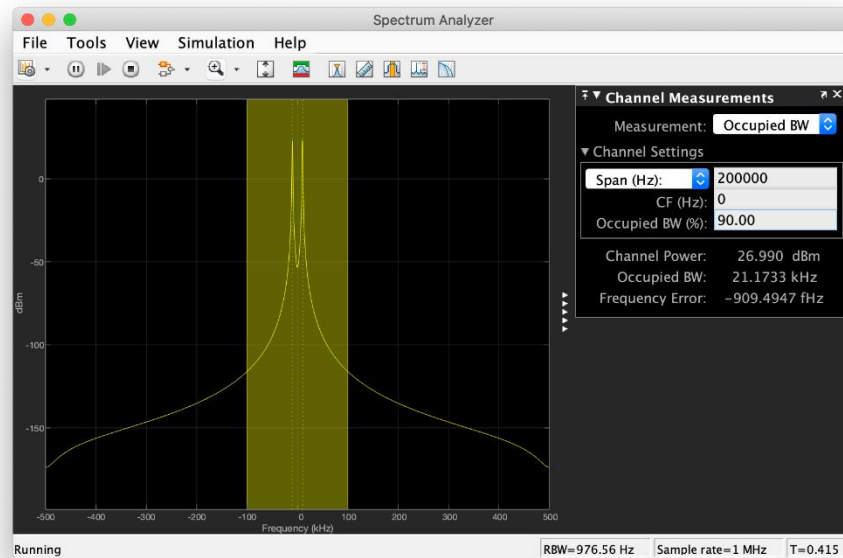 Spectrum Analyzer
File Tools View Simulation Help
Channel Measurements
Measurement: Occupied BW
Channel Settings
Span (Hz): 200000
CF (Hz): 0
Occupied BW (%): 90.00
Channel Power: 26.990 dBm
Occupied BW: 21.1733 kHz
Frequency Error: -909.4947 fHz
0
-50
-100
-150
dBm
-500 -400 -300 -200 -100 0 100 200 300 400 500
Frequency (kHz)
Running RBW=976.56 Hz Sample rate=1 MHz T=0.415